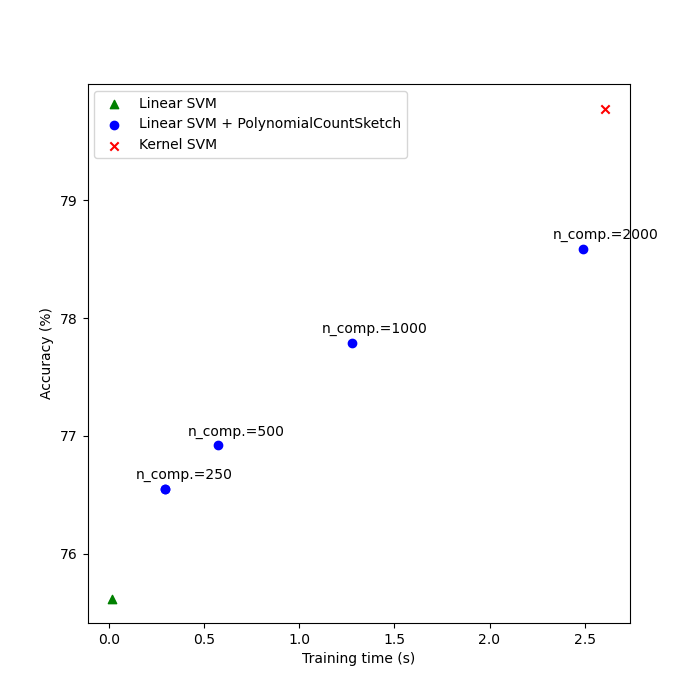 Linear SVM
Linear SVM + PolynomialCountSketch
Kernel SVM
79
n_comp.=2000
78
n_comp.=1000
77
n_comp.=500
n_comp.=250
76
Accuracy (%)
0.0 0.5 1.0 1.5 2.0 2.5
Training time (s)